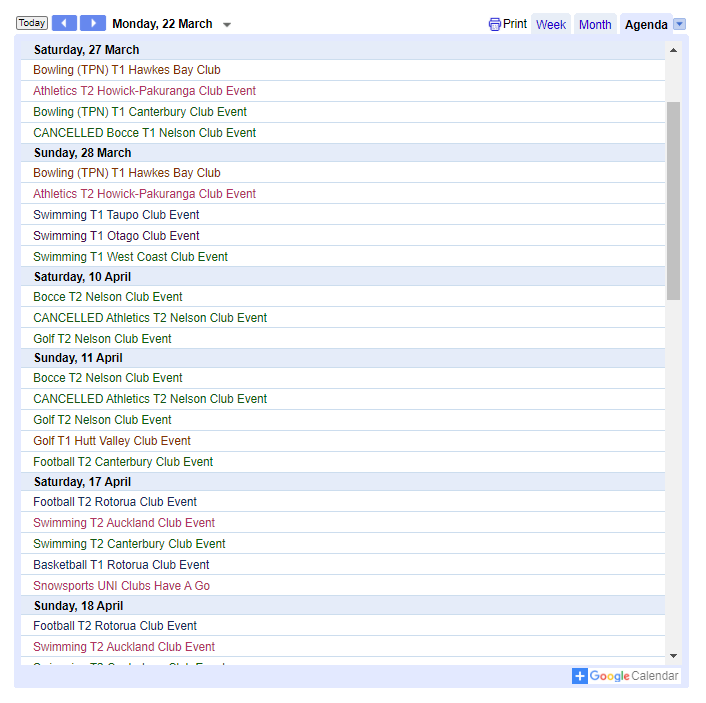 Today Monday, 22 March Print Week Month Agenda
Saturday, 27 March
Bowling (TPN) T1 Hawkes Bay Club
Athletics T2 Howick-Pakuranga Club Event
Bowling (TPN) T1 Canterbury Club Event
CANCELLED Bocce T1 Nelson Club Event
Sunday, 28 March
Bowling (TPN) T1 Hawkes Bay Club
Athletics T2 Howick-Pakuranga Club Event
Swimming T1 Taupo Club Event
Swimming T1 Otago Club Event
Swimming T1 West Coast Club Event
Saturday, 10 April
Bocce T2 Nelson Club Event
CANCELLED Athletics T2 Nelson Club Event
Golf T2 Nelson Club Event
Sunday, 11 April
Bocce T2 Nelson Club Event
CANCELLED Athletics T2 Nelson Club Event
Golf T2 Nelson Club Event
Golf T1 Hutt Valley Club Event
Football T2 Canterbury Club Event
Saturday, 17 April
Football T2 Rotorua Club Event
Swimming T2 Auckland Club Event
Swimming T2 Canterbury Club Event
Basketball T1 Rotorua Club Event
Snowsports UNI Clubs Have A Go
Sunday, 18 April
Football T2 Rotorua Club Event
Swimming T2 Auckland Club Event
Google Calendar